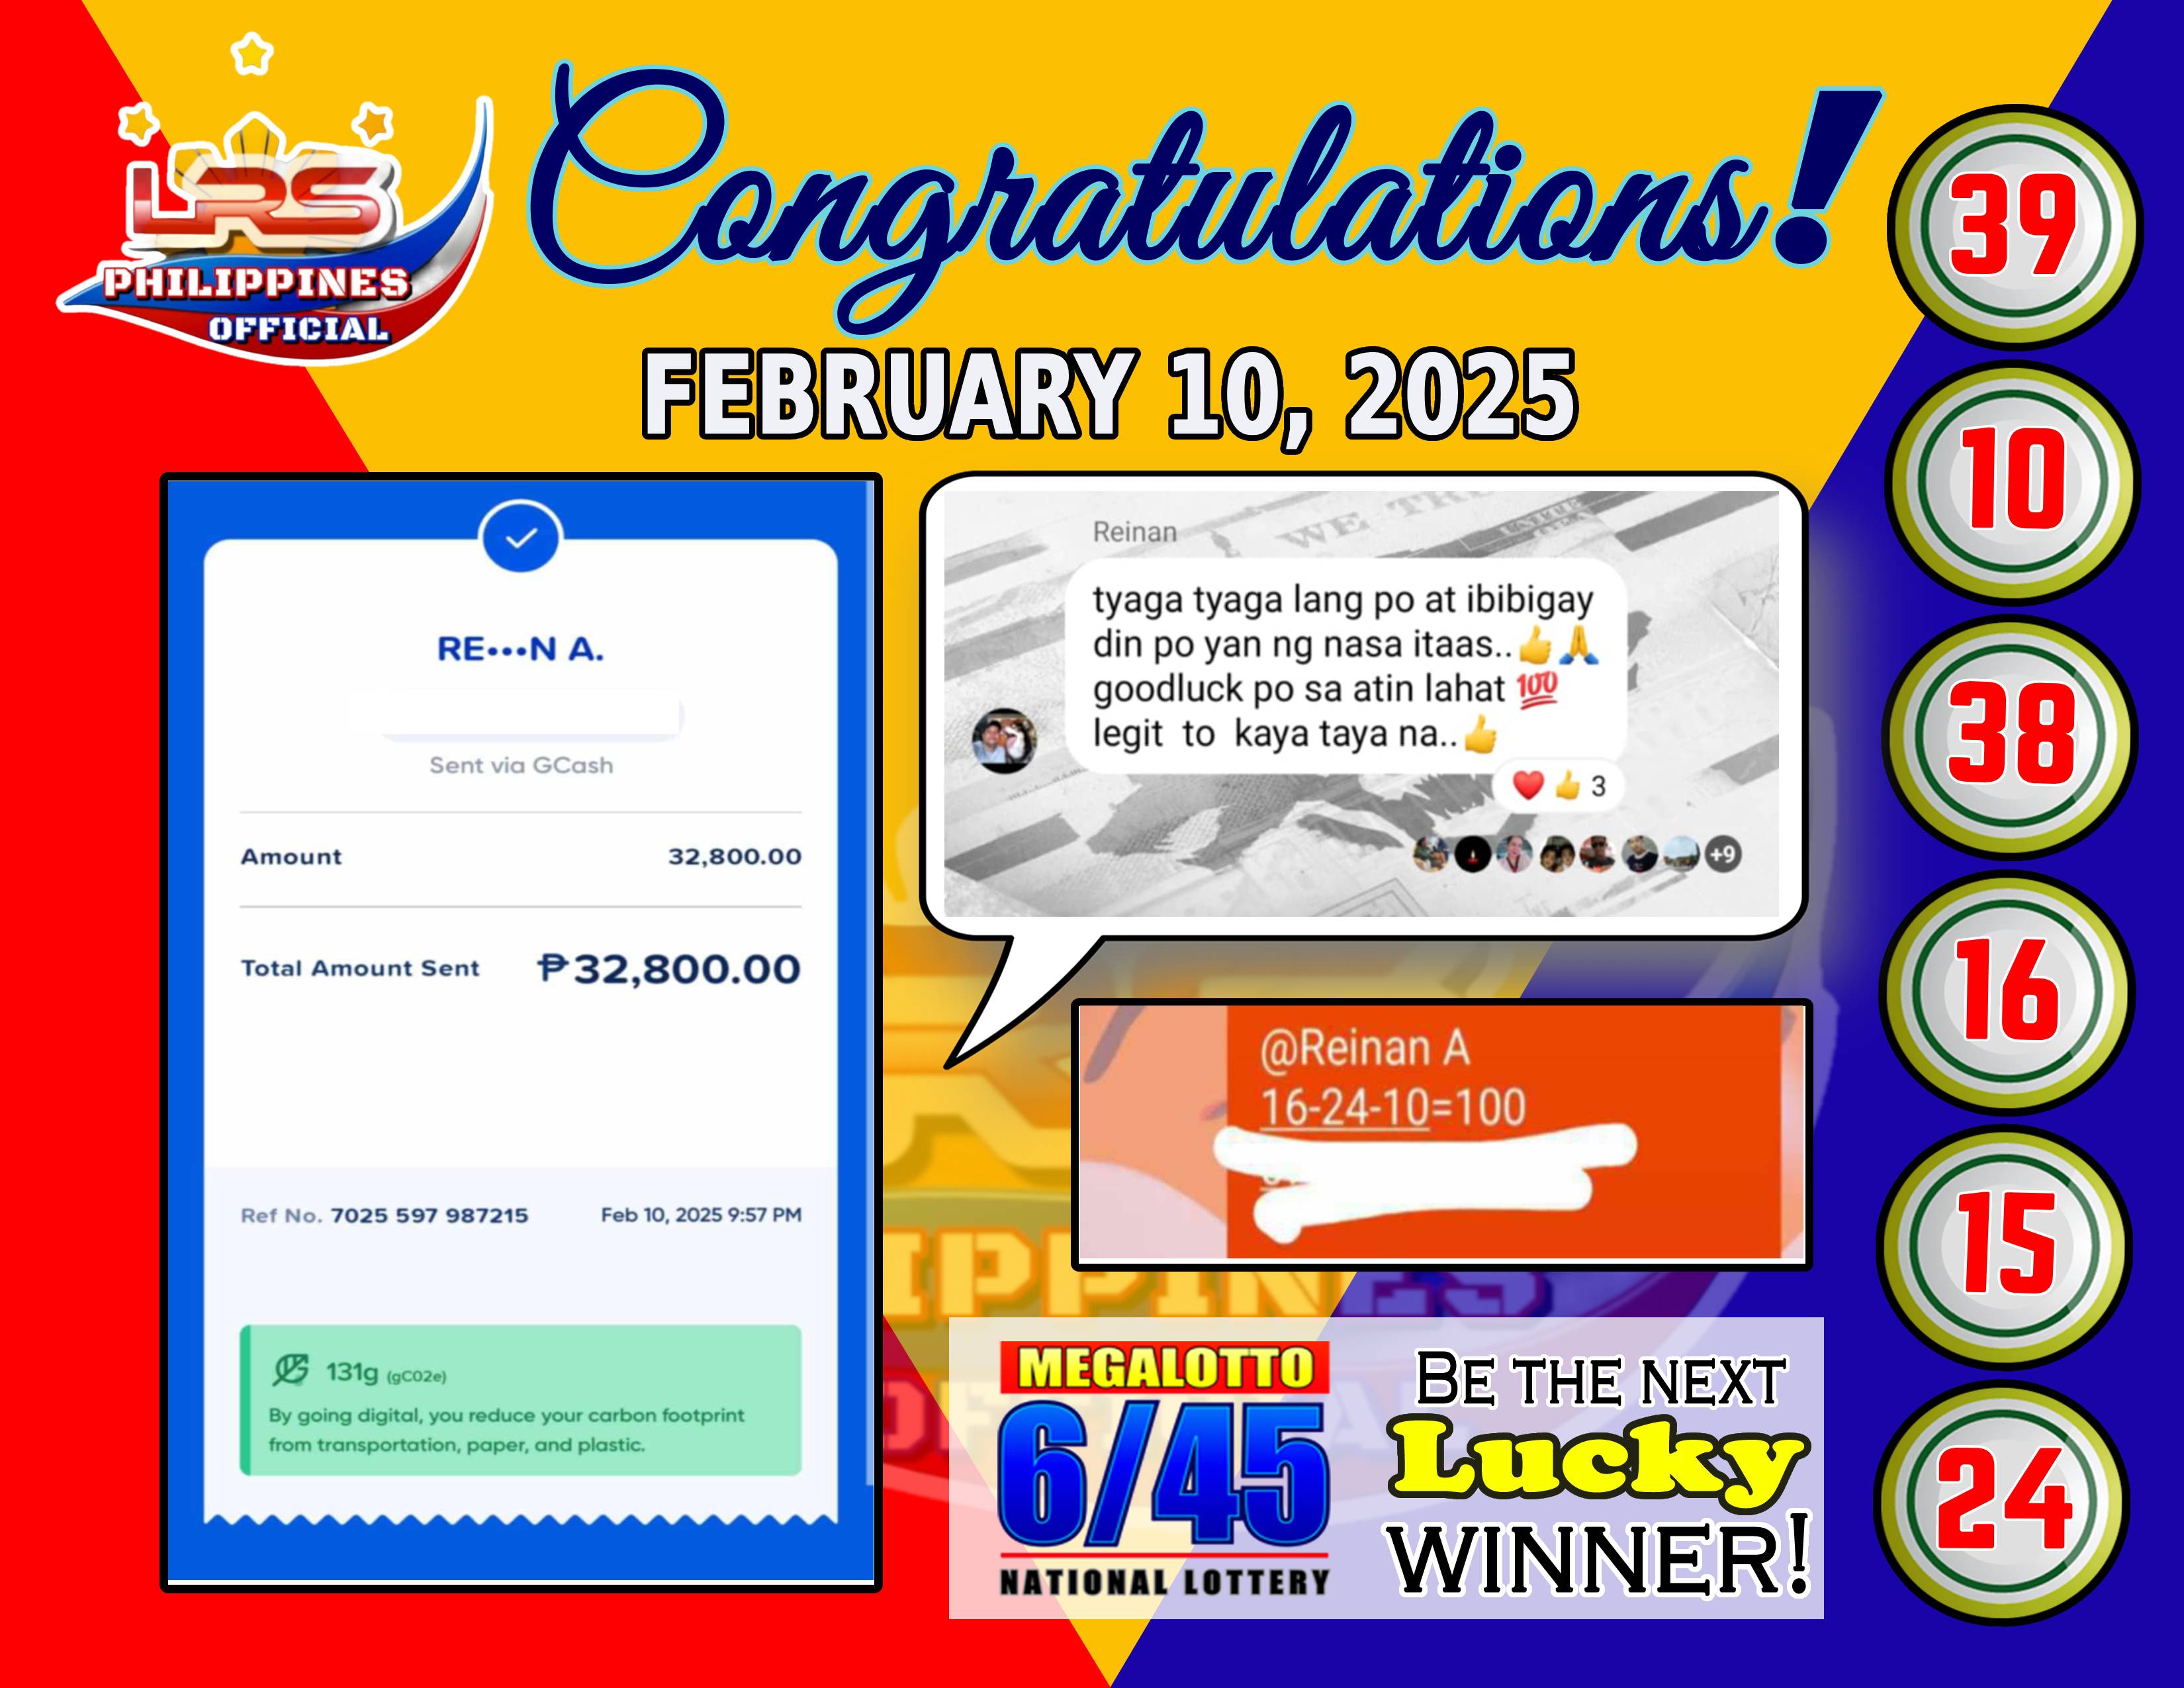 LRS
PHILIPPINES
OFFICIAL
Congratulations!
FEBRUARY 10, 2025
RE•••N A.
Sent via GCash
Amount 32,800.00
Total Amount Sent ₱32,800.00
Ref No. 7025 597 987215 Feb 10, 2025 9:57 PM
131g (gCO2e)
By going digital, you reduce your carbon footprint
from transportation, paper, and plastic.
WE TR
Reinan
tyaga tyaga lang po at ibibigay
din po yan ng nasa itaas..👍🙏
goodluck po sa atin lahat 💯
legit to kaya taya na..👍
❤️👍 3
+9
@Reinan A
16-24-10=100
IPPINES
MEGALOTTO
6/45
NATIONAL LOTTERY
BE THE NEXT
Lucky
WINNER!
39
10
38
16
15
24